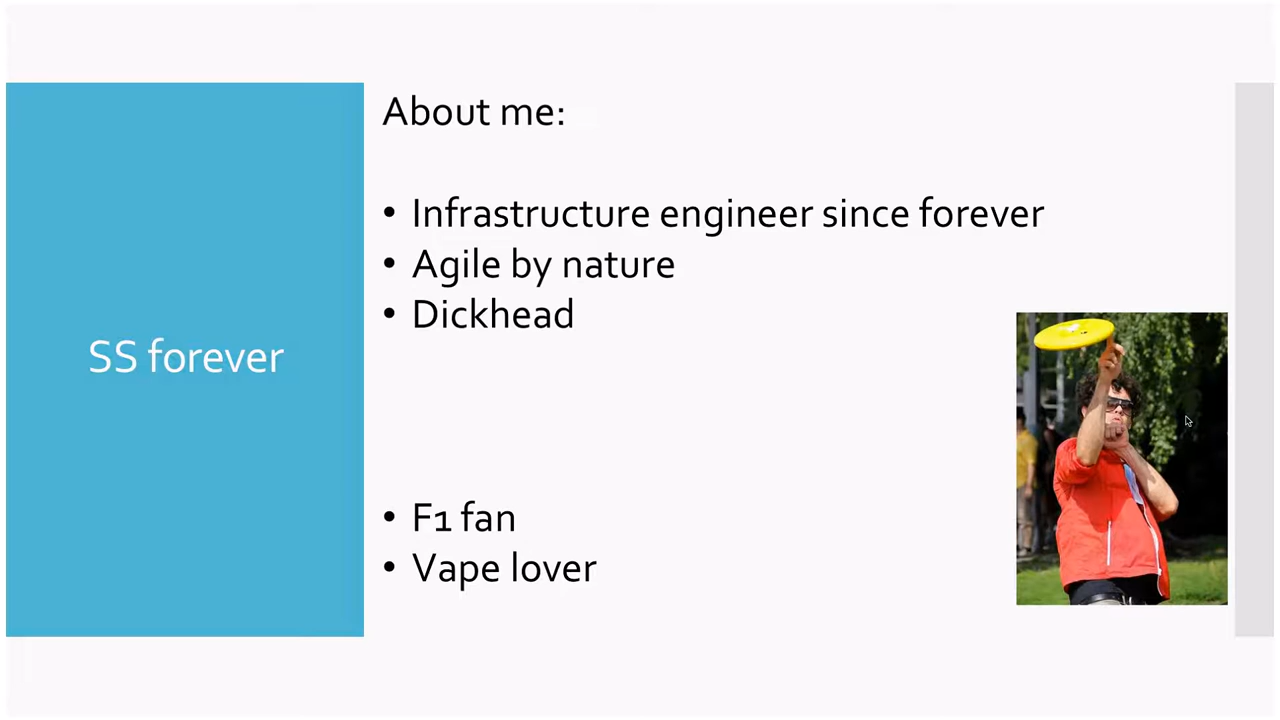 About me:
• Infrastructure engineer since forever
• Agile by nature
• Dickhead
SS forever
• F1 fan
• Vape lover